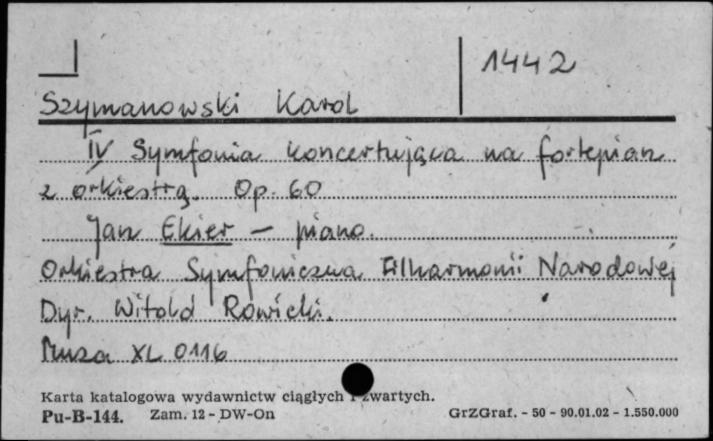 1442
Szymanowski Karol
IV Symfonia koncertująca na fortepian
z orkiestrą. Op. 60
Jan Ekier - piano.
Orkiestra Symfoniczna Filharmonii Narodowej
Dyr. Witold Rowicki.
Muza XL 0116
Karta katalogowa wydawnictw ciągłych i zwartych.
Pu-B-144. Zam. 12 - DW-On GrZGraf. - 50 - 90.01.02 - 1.550.000